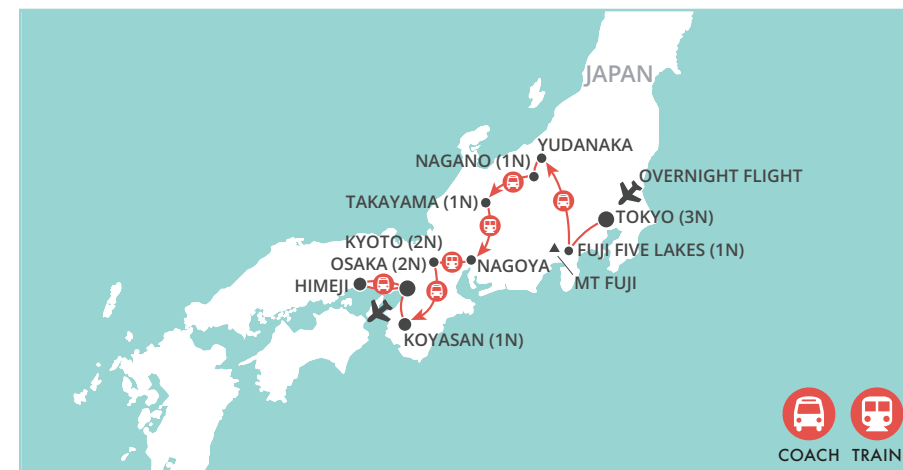 JAPAN
YUDANAKA
NAGANO (1N)
OVERNIGHT FLIGHT
TAKAYAMA (1N)
TOKYO (3N)
KYOTO (2N)
FUJI FIVE LAKES (1N)
OSAKA (2N)
NAGOYA
HIMEJI
MT FUJI
KOYASAN (1N)
COACH TRAIN